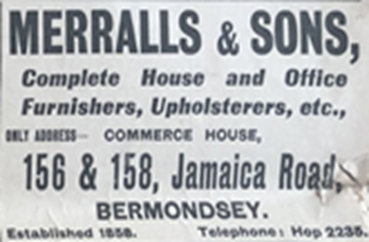 MERRALLS & SONS,
Complete House and Office
Furnishers, Upholsterers, etc.,
ONLY ADDRESS— COMMERCE HOUSE,
156 & 158, Jamaica Road,
BERMONDSEY.
Established 1858. Telephone: Hop 2235.